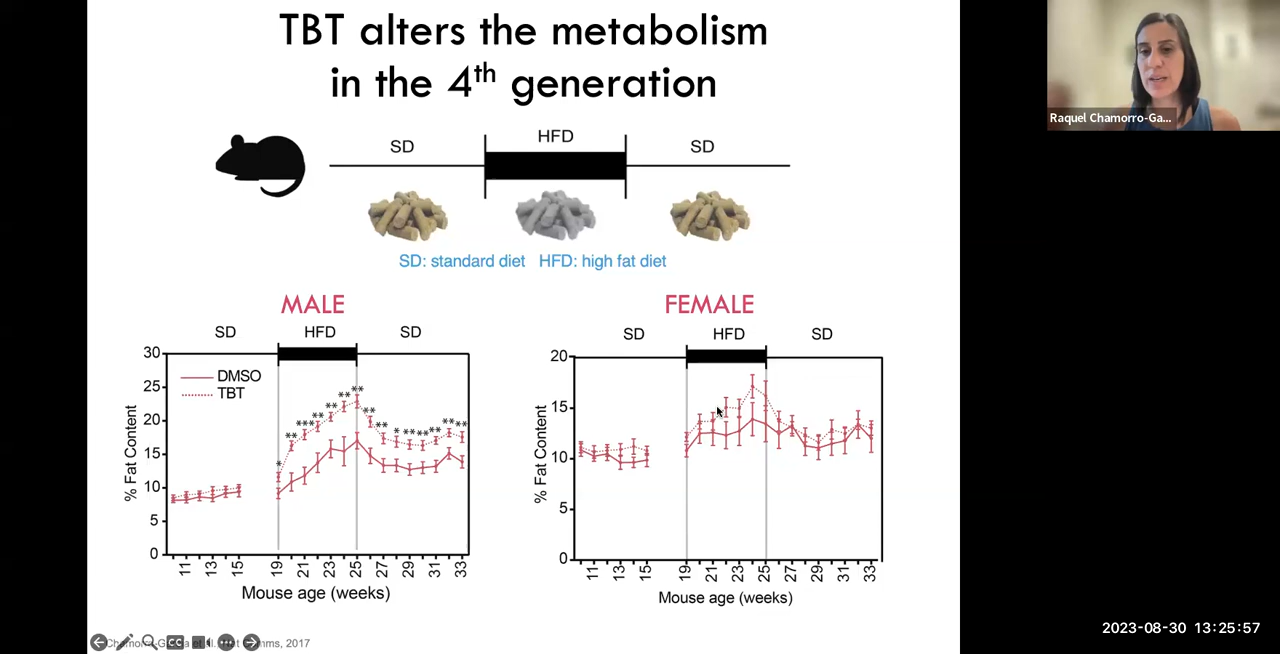 TBT alters the metabolism
in the 4th generation
SD
HFD
SD
SD: standard diet HFD: high fat diet
MALE
SD
HFD
SD
DMSO
TBT
30
25
20
15
10
5
0
% Fat Content
*
**
**
***
**
**
**
**
**
*
**
**
*
**
**
11
13
15
19
21
23
25
27
29
31
33
Mouse age (weeks)
FEMALE
SD
HFD
SD
20
15
10
5
0
% Fat Content
11
13
15
19
21
23
25
27
29
31
33
Mouse age (weeks)
CC
Comms, 2017
Raquel Chamorro-Ga...
2023-08-30 13:25:57